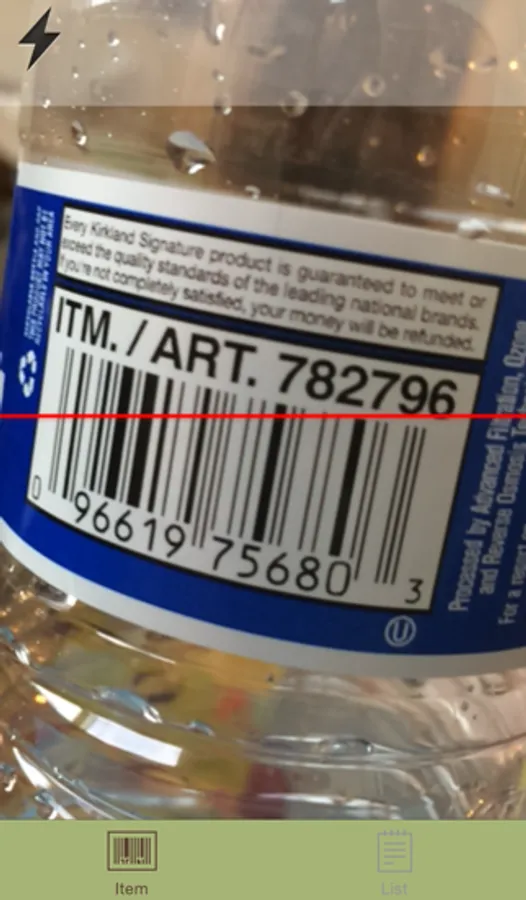 Every Kirkland Signature product is guaranteed to meet or
exceed the quality standards of the leading national brands.
If you're not completely satisfied, your money will be refunded.
ITM. / ART. 782796
0 96619 75680 3
Processed by Advanced Filtration, Ozon
and Reverse Osmosis
For a
U
Item
List